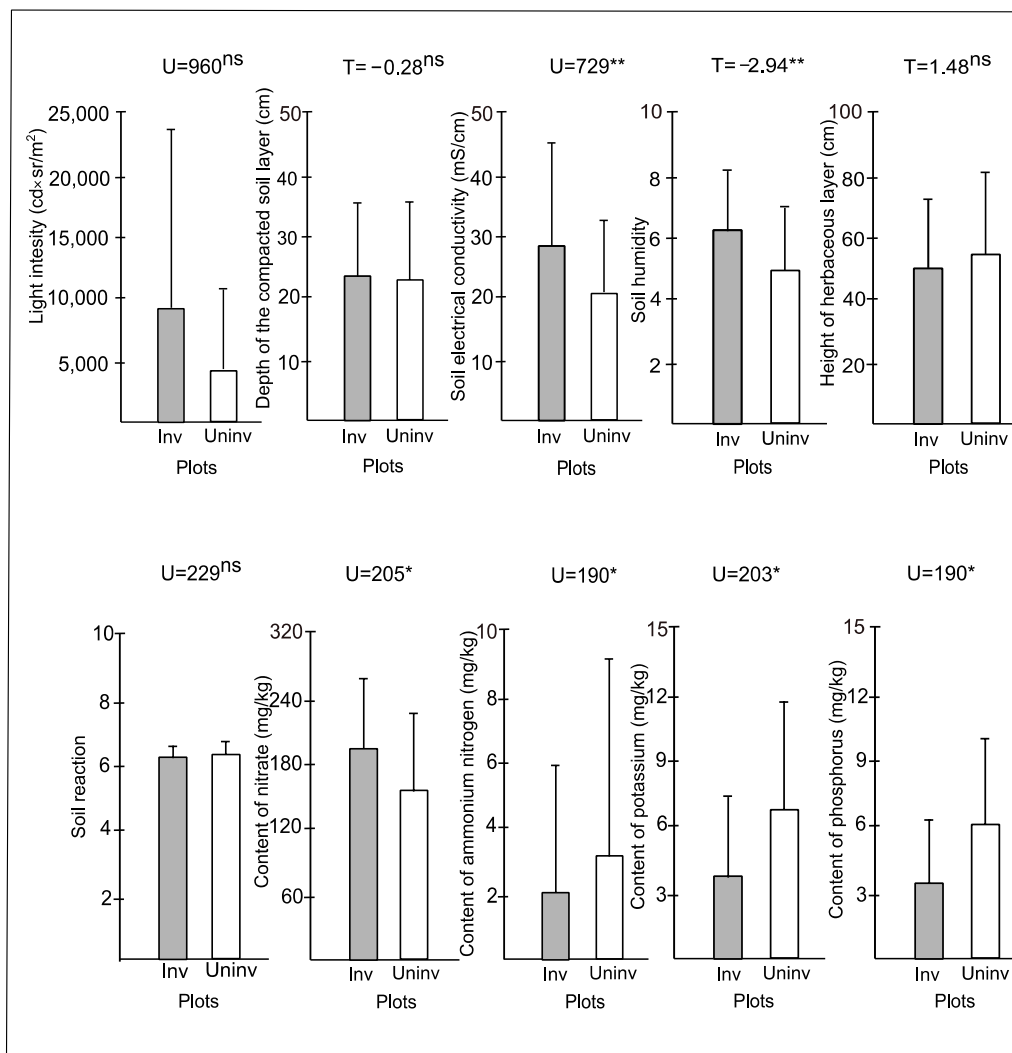 U=960ns
T=−0.28ns
U=729**
T=−2.94**
T=1.48ns
Light intesity (cd×sr/m2)
25,000
20,000
15,000
10,000
5,000
Inv Uninv
Plots
Depth of the compacted soil layer (cm)
50
40
30
20
10
Inv Uninv
Plots
Soil electrical conductivity (mS/cm)
50
40
30
20
10
Inv Uninv
Plots
Soil humidity
10
8
6
4
2
Inv Uninv
Plots
Height of herbaceous layer (cm)
100
80
60
40
20
Inv Uninv
Plots
U=229ns
U=205*
U=190*
U=203*
U=190*
Soil reaction
10
8
6
4
2
Inv Uninv
Plots
Content of nitrate (mg/kg)
320
240
180
120
60
Inv Uninv
Plots
Content of ammonium nitrogen (mg/kg)
10
8
6
4
2
Inv Uninv
Plots
Content of potassium (mg/kg)
15
12
9
6
3
Inv Uninv
Plots
Content of phosphorus (mg/kg)
15
12
9
6
3
Inv Uninv
Plots